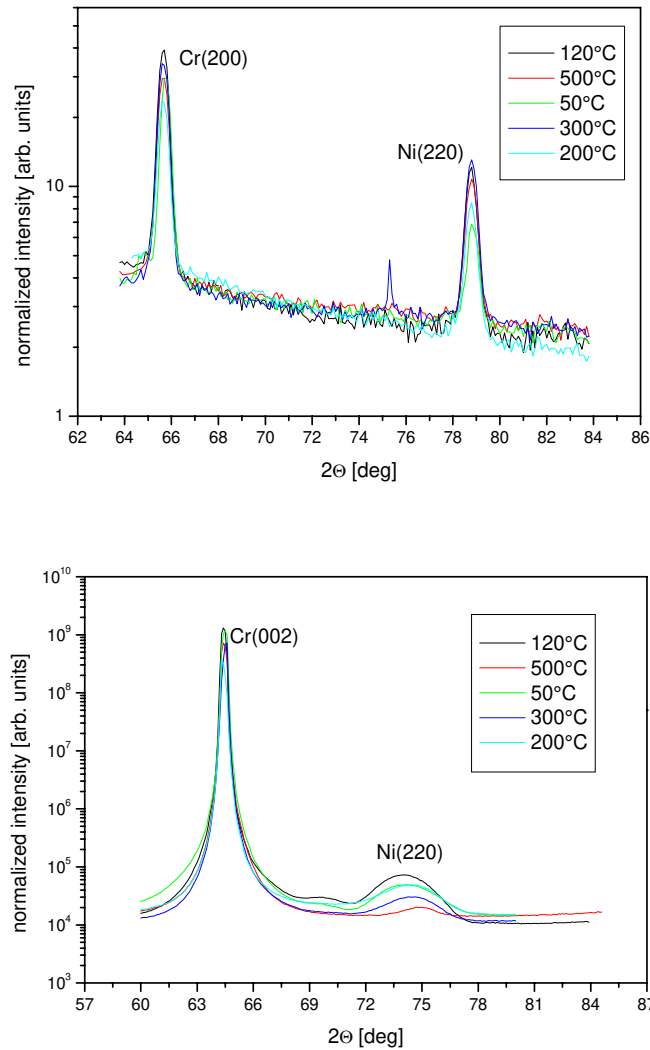 Cr(200)
120°C
500°C
50°C
300°C
200°C
Ni(220)
10
1
normalized intensity [arb. units]
62 64 66 68 70 72 74 76 78 80 82 84 86
2Θ [deg]
10^10
10^9
10^8
10^7
10^6
10^5
10^4
10^3
normalized intensity [arb. units]
Cr(002)
120°C
500°C
50°C
300°C
200°C
Ni(220)
57 60 63 66 69 72 75 78 81 84 87
2Θ [deg]